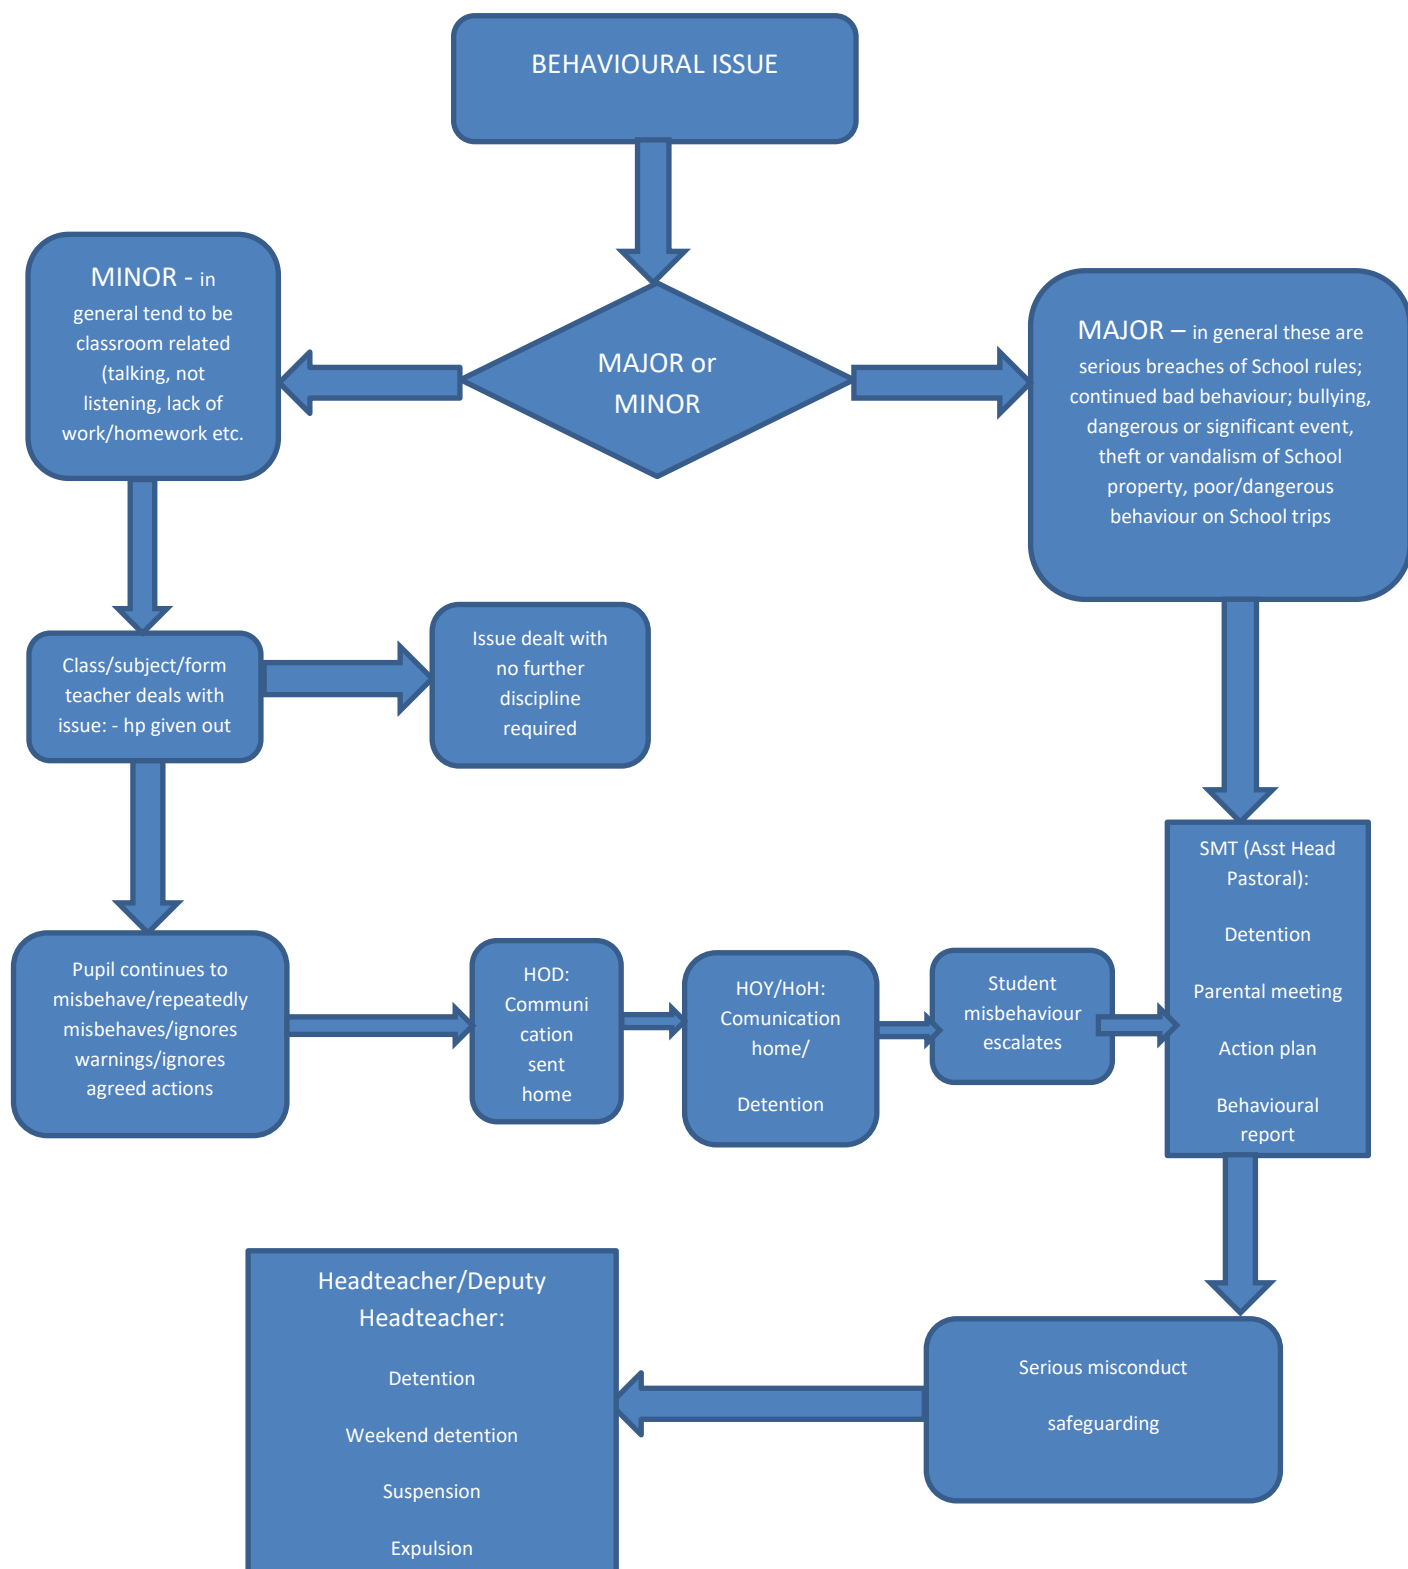 BEHAVIOURAL ISSUE
MAJOR or
MINOR
MINOR - in
general tend to be
classroom related
(talking, not
listening, lack of
work/homework etc.
MAJOR – in general these are
serious breaches of School rules;
continued bad behaviour; bullying,
dangerous or significant event,
theft or vandalism of School
property, poor/dangerous
behaviour on School trips
Class/subject/form
teacher deals with
issue: - hp given out
Issue dealt with
no further
discipline
required
Pupil continues to
misbehave/repeatedly
misbehaves/ignores
warnings/ignores
agreed actions
HOD:
Communi
cation
sent
home
HOY/HoH:
Comunication
home/
Detention
Student
misbehaviour
escalates
SMT (Asst Head
Pastoral):
Detention
Parental meeting
Action plan
Behavioural
report
Serious misconduct
safeguarding
Headteacher/Deputy
Headteacher:
Detention
Weekend detention
Suspension
Expulsion